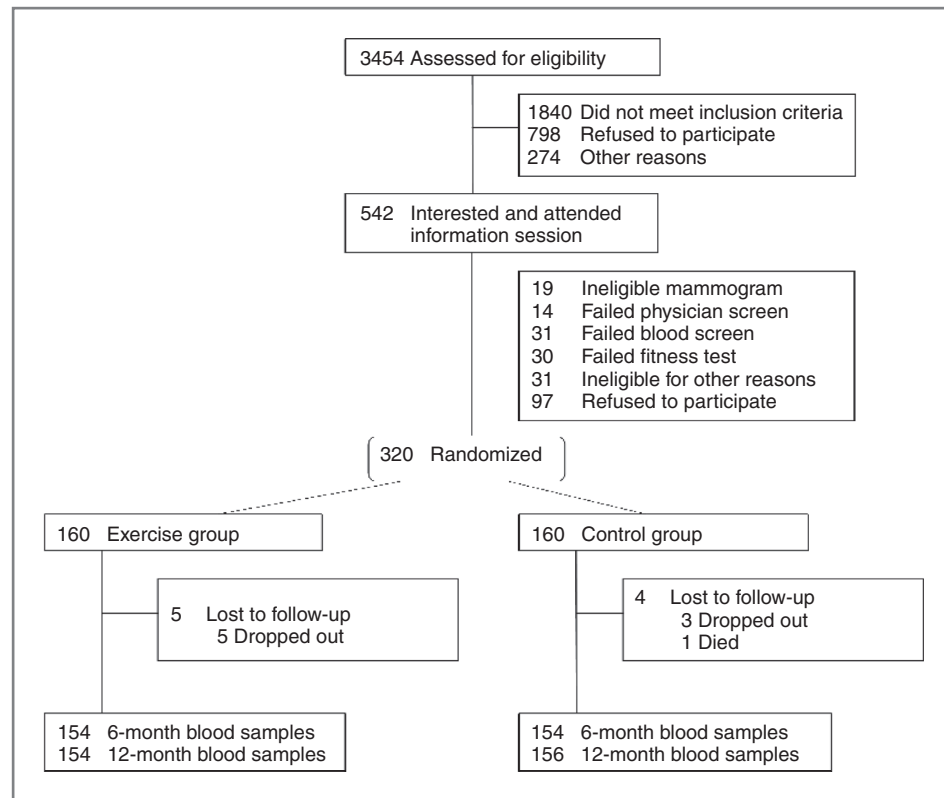 3454 Assessed for eligibility
1840 Did not meet inclusion criteria
798 Refused to participate
274 Other reasons
542 Interested and attended
information session
19 Ineligible mammogram
14 Failed physician screen
31 Failed blood screen
30 Failed fitness test
31 Ineligible for other reasons
97 Refused to participate
320 Randomized
160 Exercise group
5 Lost to follow-up
5 Dropped out
154 6-month blood samples
154 12-month blood samples
160 Control group
4 Lost to follow-up
3 Dropped out
1 Died
154 6-month blood samples
156 12-month blood samples